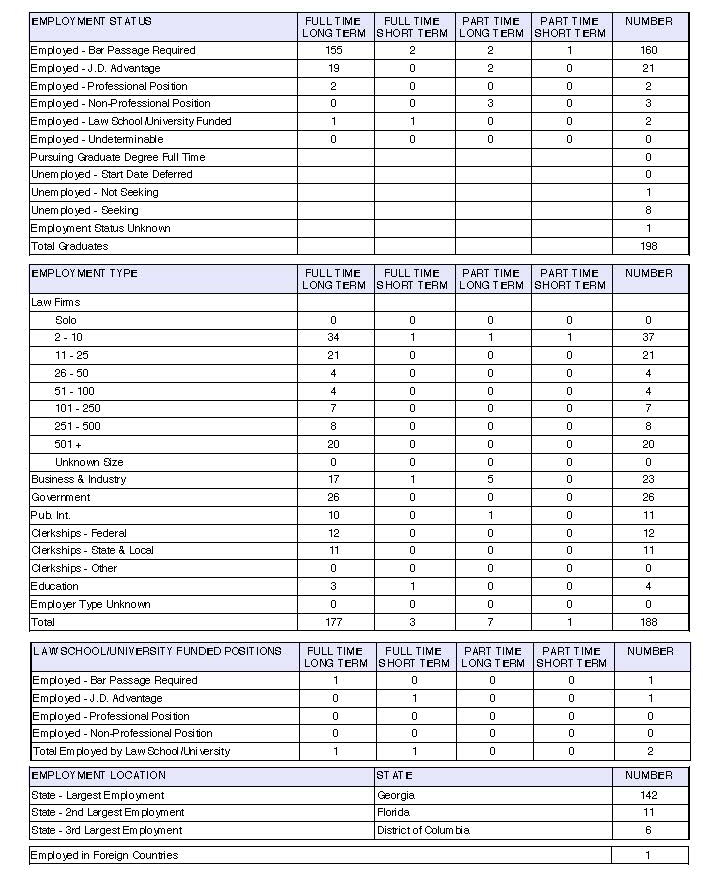 EMPLOYMENT STATUS FULL TIME LONG TERM FULL TIME SHORT TERM PART TIME LONG TERM PART TIME SHORT TERM NUMBER
Employed - Bar Passage Required 155 2 2 1 160
Employed - J.D. Advantage 19 0 2 0 21
Employed - Professional Position 2 0 0 0 2
Employed - Non-Professional Position 0 0 3 0 3
Employed - Law School/University Funded 1 1 0 0 2
Employed - Undeterminable 0 0 0 0 0
Pursuing Graduate Degree Full Time 0
Unemployed - Start Date Deferred 0
Unemployed - Not Seeking 1
Unemployed - Seeking 8
Employment Status Unknown 1
Total Graduates 198
EMPLOYMENT TYPE FULL TIME LONG TERM FULL TIME SHORT TERM PART TIME LONG TERM PART TIME SHORT TERM NUMBER
Law Firms
Solo 0 0 0 0 0
2 - 10 34 1 1 1 37
11 - 25 21 0 0 0 21
26 - 50 4 0 0 0 4
51 - 100 4 0 0 0 4
101 - 250 7 0 0 0 7
251 - 500 8 0 0 0 8
501 + 20 0 0 0 20
Unknown Size 0 0 0 0 0
Business & Industry 17 1 5 0 23
Government 26 0 0 0 26
Pub. Int. 10 0 1 0 11
Clerkships - Federal 12 0 0 0 12
Clerkships - State & Local 11 0 0 0 11
Clerkships - Other 0 0 0 0 0
Education 3 1 0 0 4
Employer Type Unknown 0 0 0 0 0
Total 177 3 7 1 188
LAW SCHOOL/UNIVERSITY FUNDED POSITIONS FULL TIME LONG TERM FULL TIME SHORT TERM PART TIME LONG TERM PART TIME SHORT TERM NUMBER
Employed - Bar Passage Required 1 0 0 0 1
Employed - J.D. Advantage 0 1 0 0 1
Employed - Professional Position 0 0 0 0 0
Employed - Non-Professional Position 0 0 0 0 0
Total Employed by Law School/University 1 1 0 0 2
EMPLOYMENT LOCATION STATE NUMBER
State - Largest Employment Georgia 142
State - 2nd Largest Employment Florida 11
State - 3rd Largest Employment District of Columbia 6
Employed in Foreign Countries 1